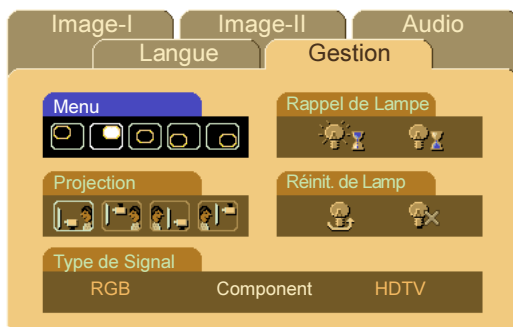 Image-I Image-II Audio
Langue Gestion
Menu Rappel de Lampe
Projection Réinit. de Lamp
Type de Signal
RGB Component HDTV